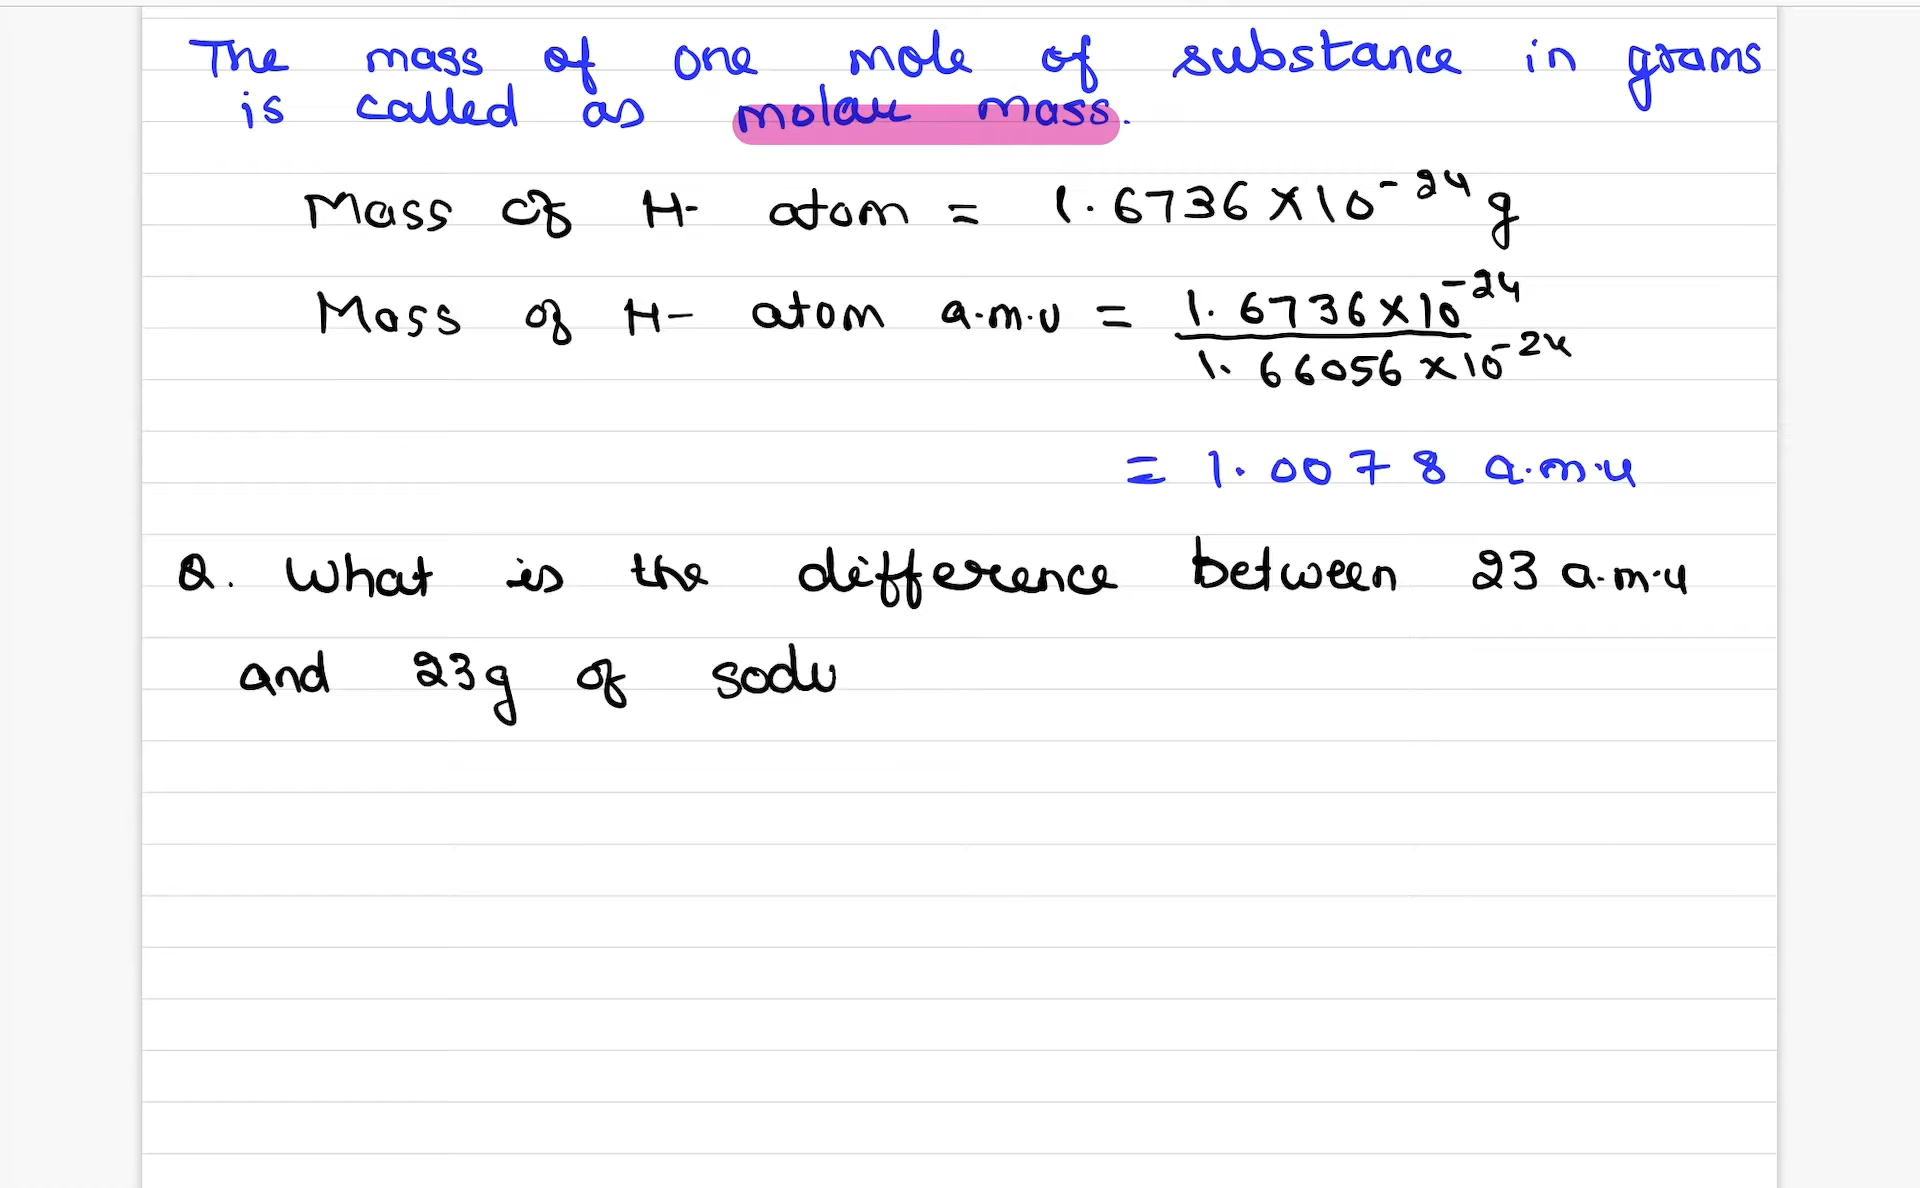 The mass of one mole of substance in grams
is called as molar mass.
Mass of H- atom = 1.6736 × 10⁻²⁴ g
Mass of H- atom a.m.u = 1.6736 × 10⁻²⁴
1.66056 × 10⁻²⁴
= 1.0078 a.m.u
Q. What is the difference between 23 a.m.u
and 23g of sodu